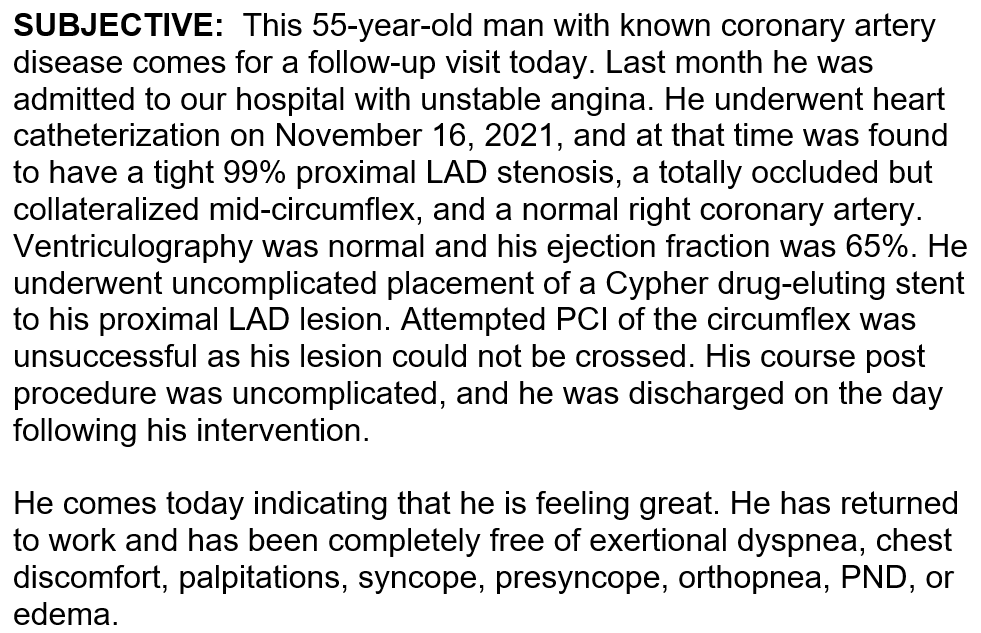 SUBJECTIVE:  This 55-year-old man with known coronary artery
disease comes for a follow-up visit today. Last month he was
admitted to our hospital with unstable angina. He underwent heart
catheterization on November 16, 2021, and at that time was found
to have a tight 99% proximal LAD stenosis, a totally occluded but
collateralized mid-circumflex, and a normal right coronary artery.
Ventriculography was normal and his ejection fraction was 65%. He
underwent uncomplicated placement of a Cypher drug-eluting stent
to his proximal LAD lesion. Attempted PCI of the circumflex was
unsuccessful as his lesion could not be crossed. His course post
procedure was uncomplicated, and he was discharged on the day
following his intervention.

He comes today indicating that he is feeling great. He has returned
to work and has been completely free of exertional dyspnea, chest
discomfort, palpitations, syncope, presyncope, orthopnea, PND, or
edema.